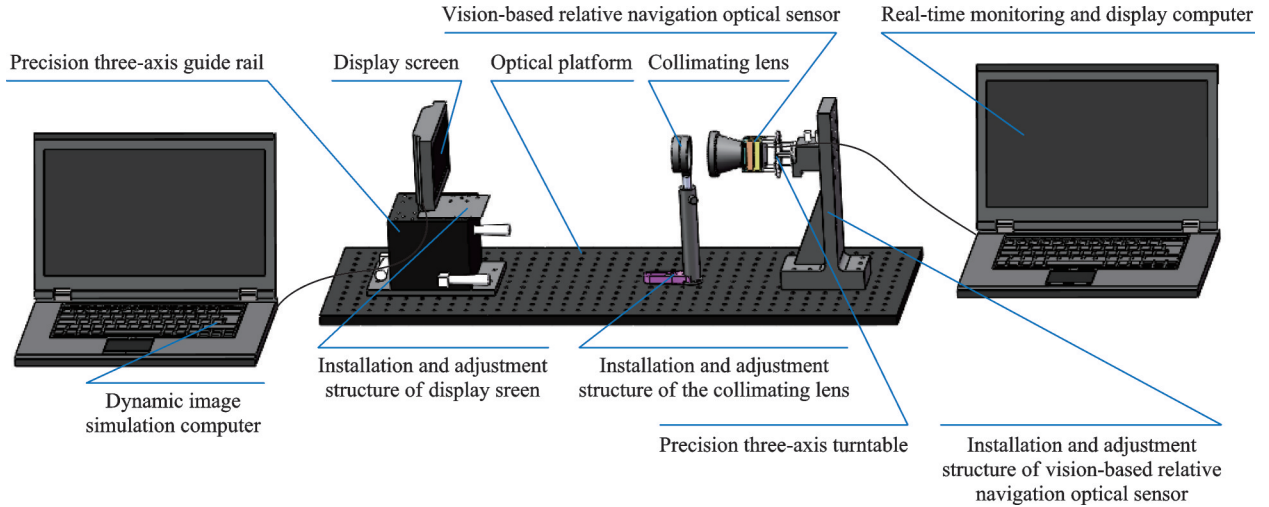 Vision-based relative navigation optical sensor
Real-time monitoring and display computer
Precision three-axis guide rail
Display screen
Optical platform
Collimating lens
Installation and adjustment
structure of display sreen
Installation and adjustment
structure of the collimating lens
Dynamic image
simulation computer
Precision three-axis turntable
Installation and adjustment
structure of vision-based relative
navigation optical sensor